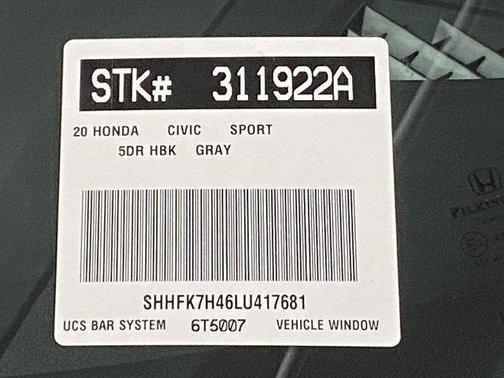 STK# 311922A
20 HONDA CIVIC SPORT
5DR HBK GRAY
SHHFK7H46LU417681
UCS BAR SYSTEM 6T5007 VEHICLE WINDOW